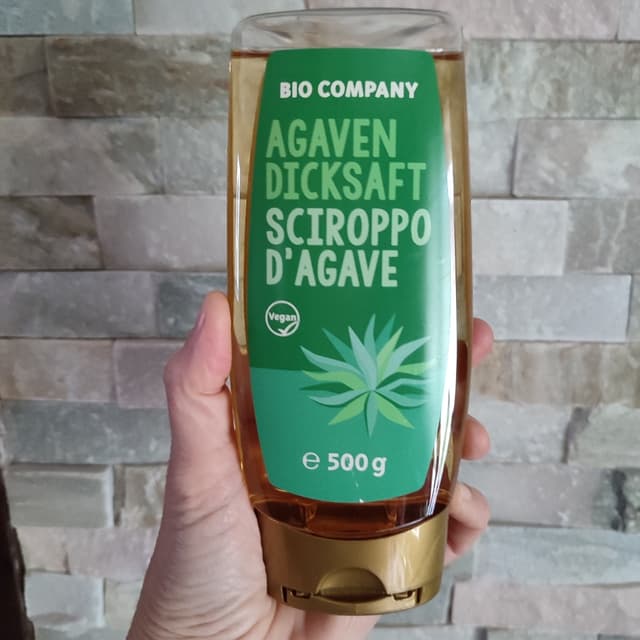 BIO COMPANY
AGAVEN
DICKSAFT
SCIROPPO
D'AGAVE
Vegan
℮ 500g